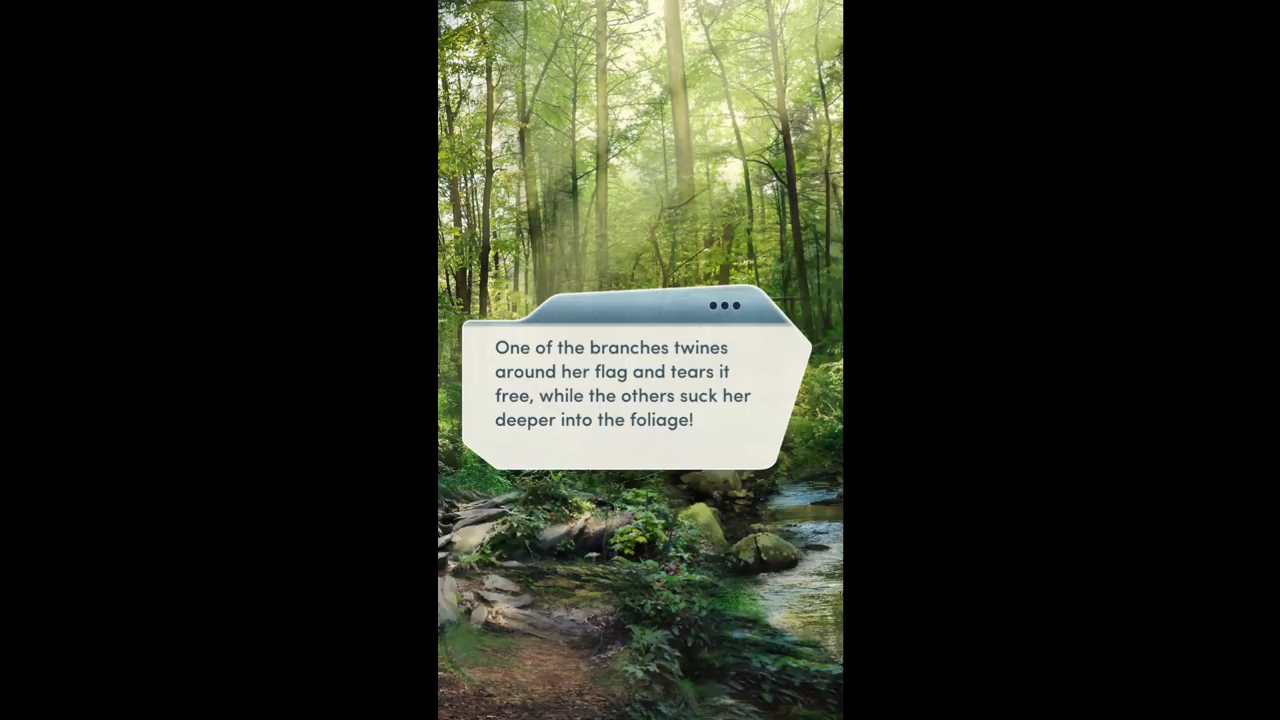 One of the branches twines
around her flag and tears it
free, while the others suck her
deeper into the foliage!